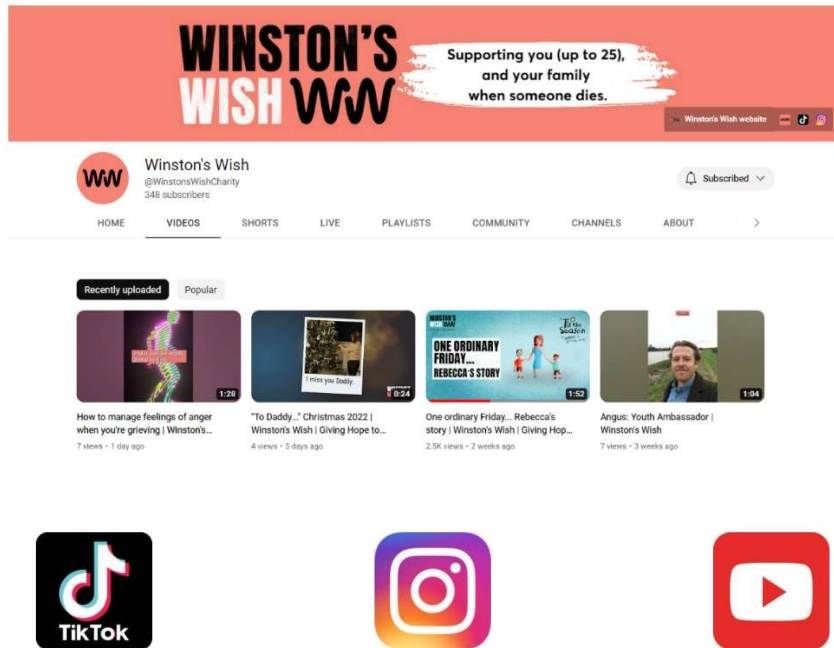 WINSTON'S
WISH WW
Supporting you (up to 25),
and your family
when someone dies.
Winston's Wish website
WW
Winston's Wish
@WinstonsWishCharity
348 subscribers
Subscribed
HOME VIDEOS SHORTS LIVE PLAYLISTS COMMUNITY CHANNELS ABOUT
Recently uploaded Popular
1:28
I miss you Daddy.
0:24
WINSTON'S
WISH WW
'Tis the
Season
ONE ORDINARY
FRIDAY...
REBECCA'S STORY
1:52
1:04
How to manage feelings of anger
when you're grieving | Winston's...
7 views • 1 day ago
"To Daddy..." Christmas 2022 |
Winston's Wish | Giving Hope to...
4 views • 5 days ago
One ordinary Friday... Rebecca's
story | Winston's Wish | Giving Hop...
2.5K views • 2 weeks ago
Angus: Youth Ambassador |
Winston's Wish
7 views • 3 weeks ago
TikTok